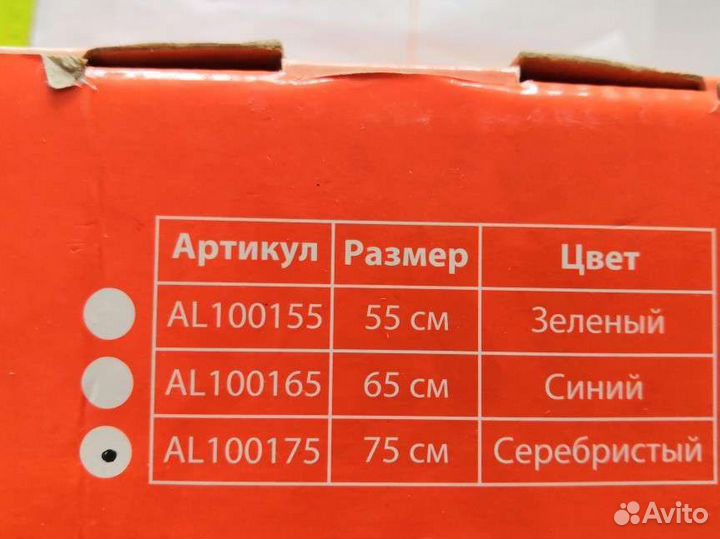 Артикул Размер Цвет
AL100155 55 см Зеленый
AL100165 65 см Синий
AL100175 75 см Серебристый
Avito